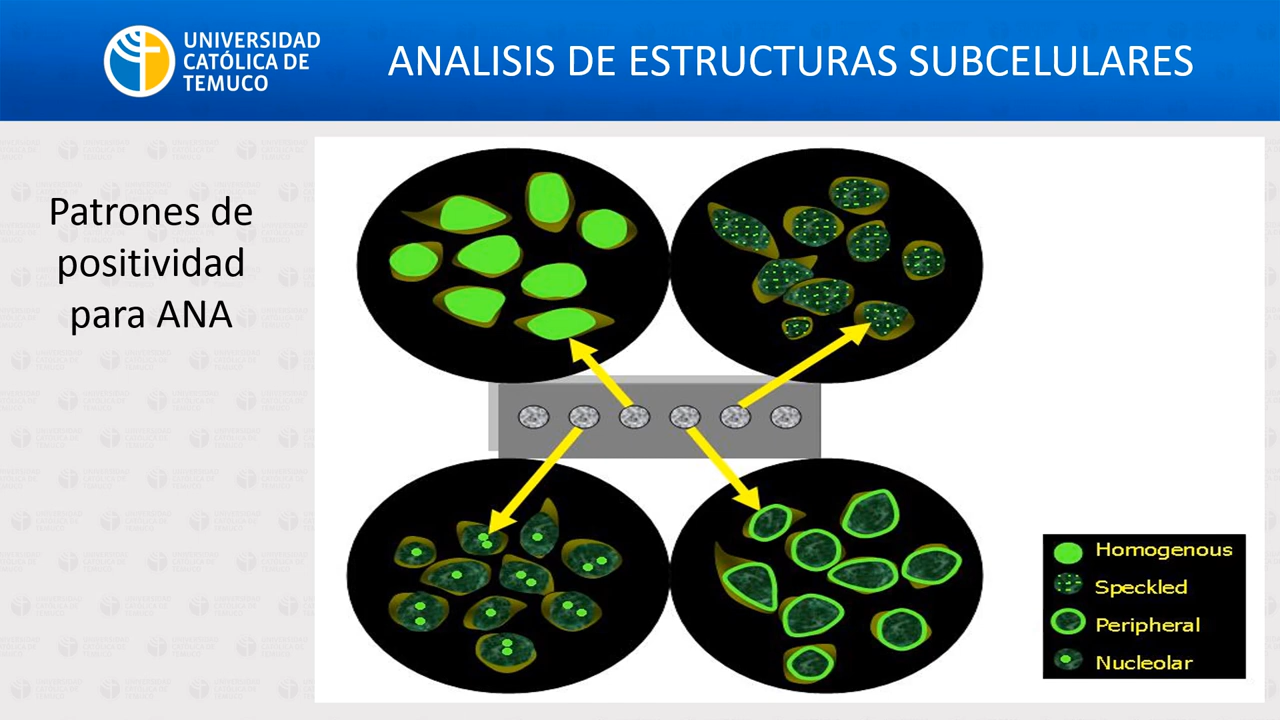 UNIVERSIDAD
CATÓLICA DE
TEMUCO
ANALISIS DE ESTRUCTURAS SUBCELULARES
Patrones de
positividad
para ANA
Homogenous
Speckled
Peripheral
Nucleolar